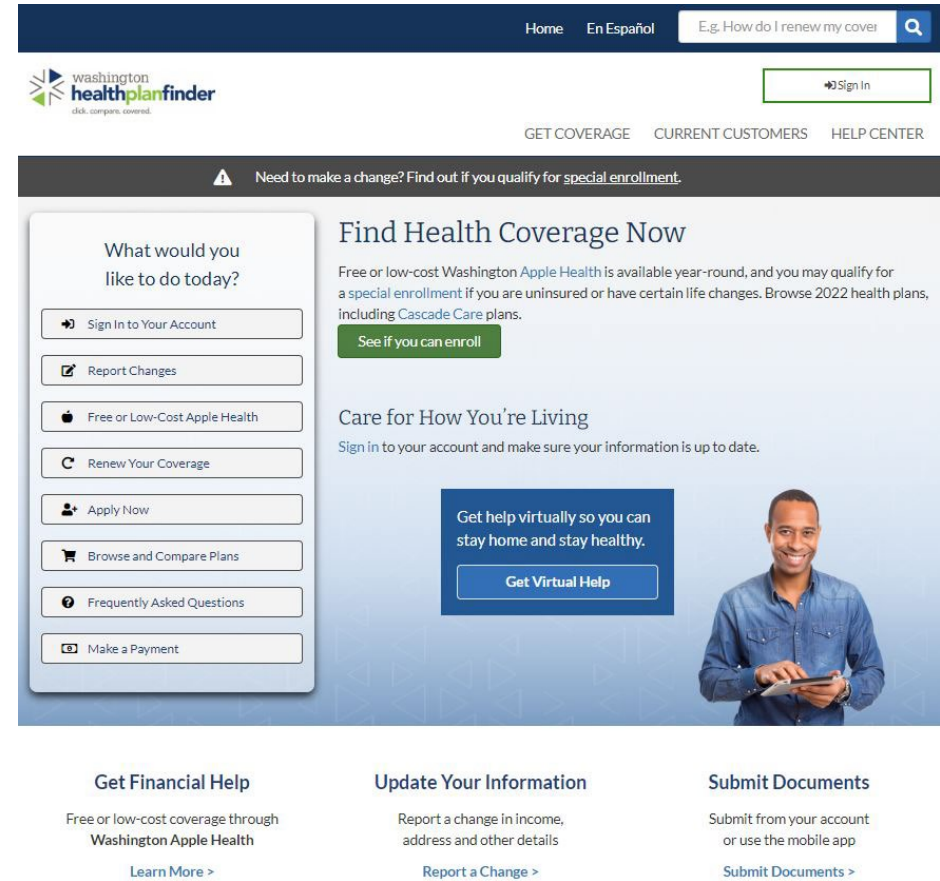 Home En Español E.g. How do I renew my cover
washington
healthplanfinder
click. compare. covered.
Sign In
GET COVERAGE CURRENT CUSTOMERS HELP CENTER
Need to make a change? Find out if you qualify for special enrollment.
What would you
like to do today?
Sign In to Your Account
Report Changes
Free or Low-Cost Apple Health
Renew Your Coverage
Apply Now
Browse and Compare Plans
Frequently Asked Questions
Make a Payment
Find Health Coverage Now
Free or low-cost Washington Apple Health is available year-round, and you may qualify for
a special enrollment if you are uninsured or have certain life changes. Browse 2022 health plans,
including Cascade Care plans.
See if you can enroll
Care for How You're Living
Sign in to your account and make sure your information is up to date.
Get help virtually so you can
stay home and stay healthy.
Get Virtual Help
Get Financial Help
Free or low-cost coverage through
Washington Apple Health
Learn More >
Update Your Information
Report a change in income,
address and other details
Report a Change >
Submit Documents
Submit from your account
or use the mobile app
Submit Documents >